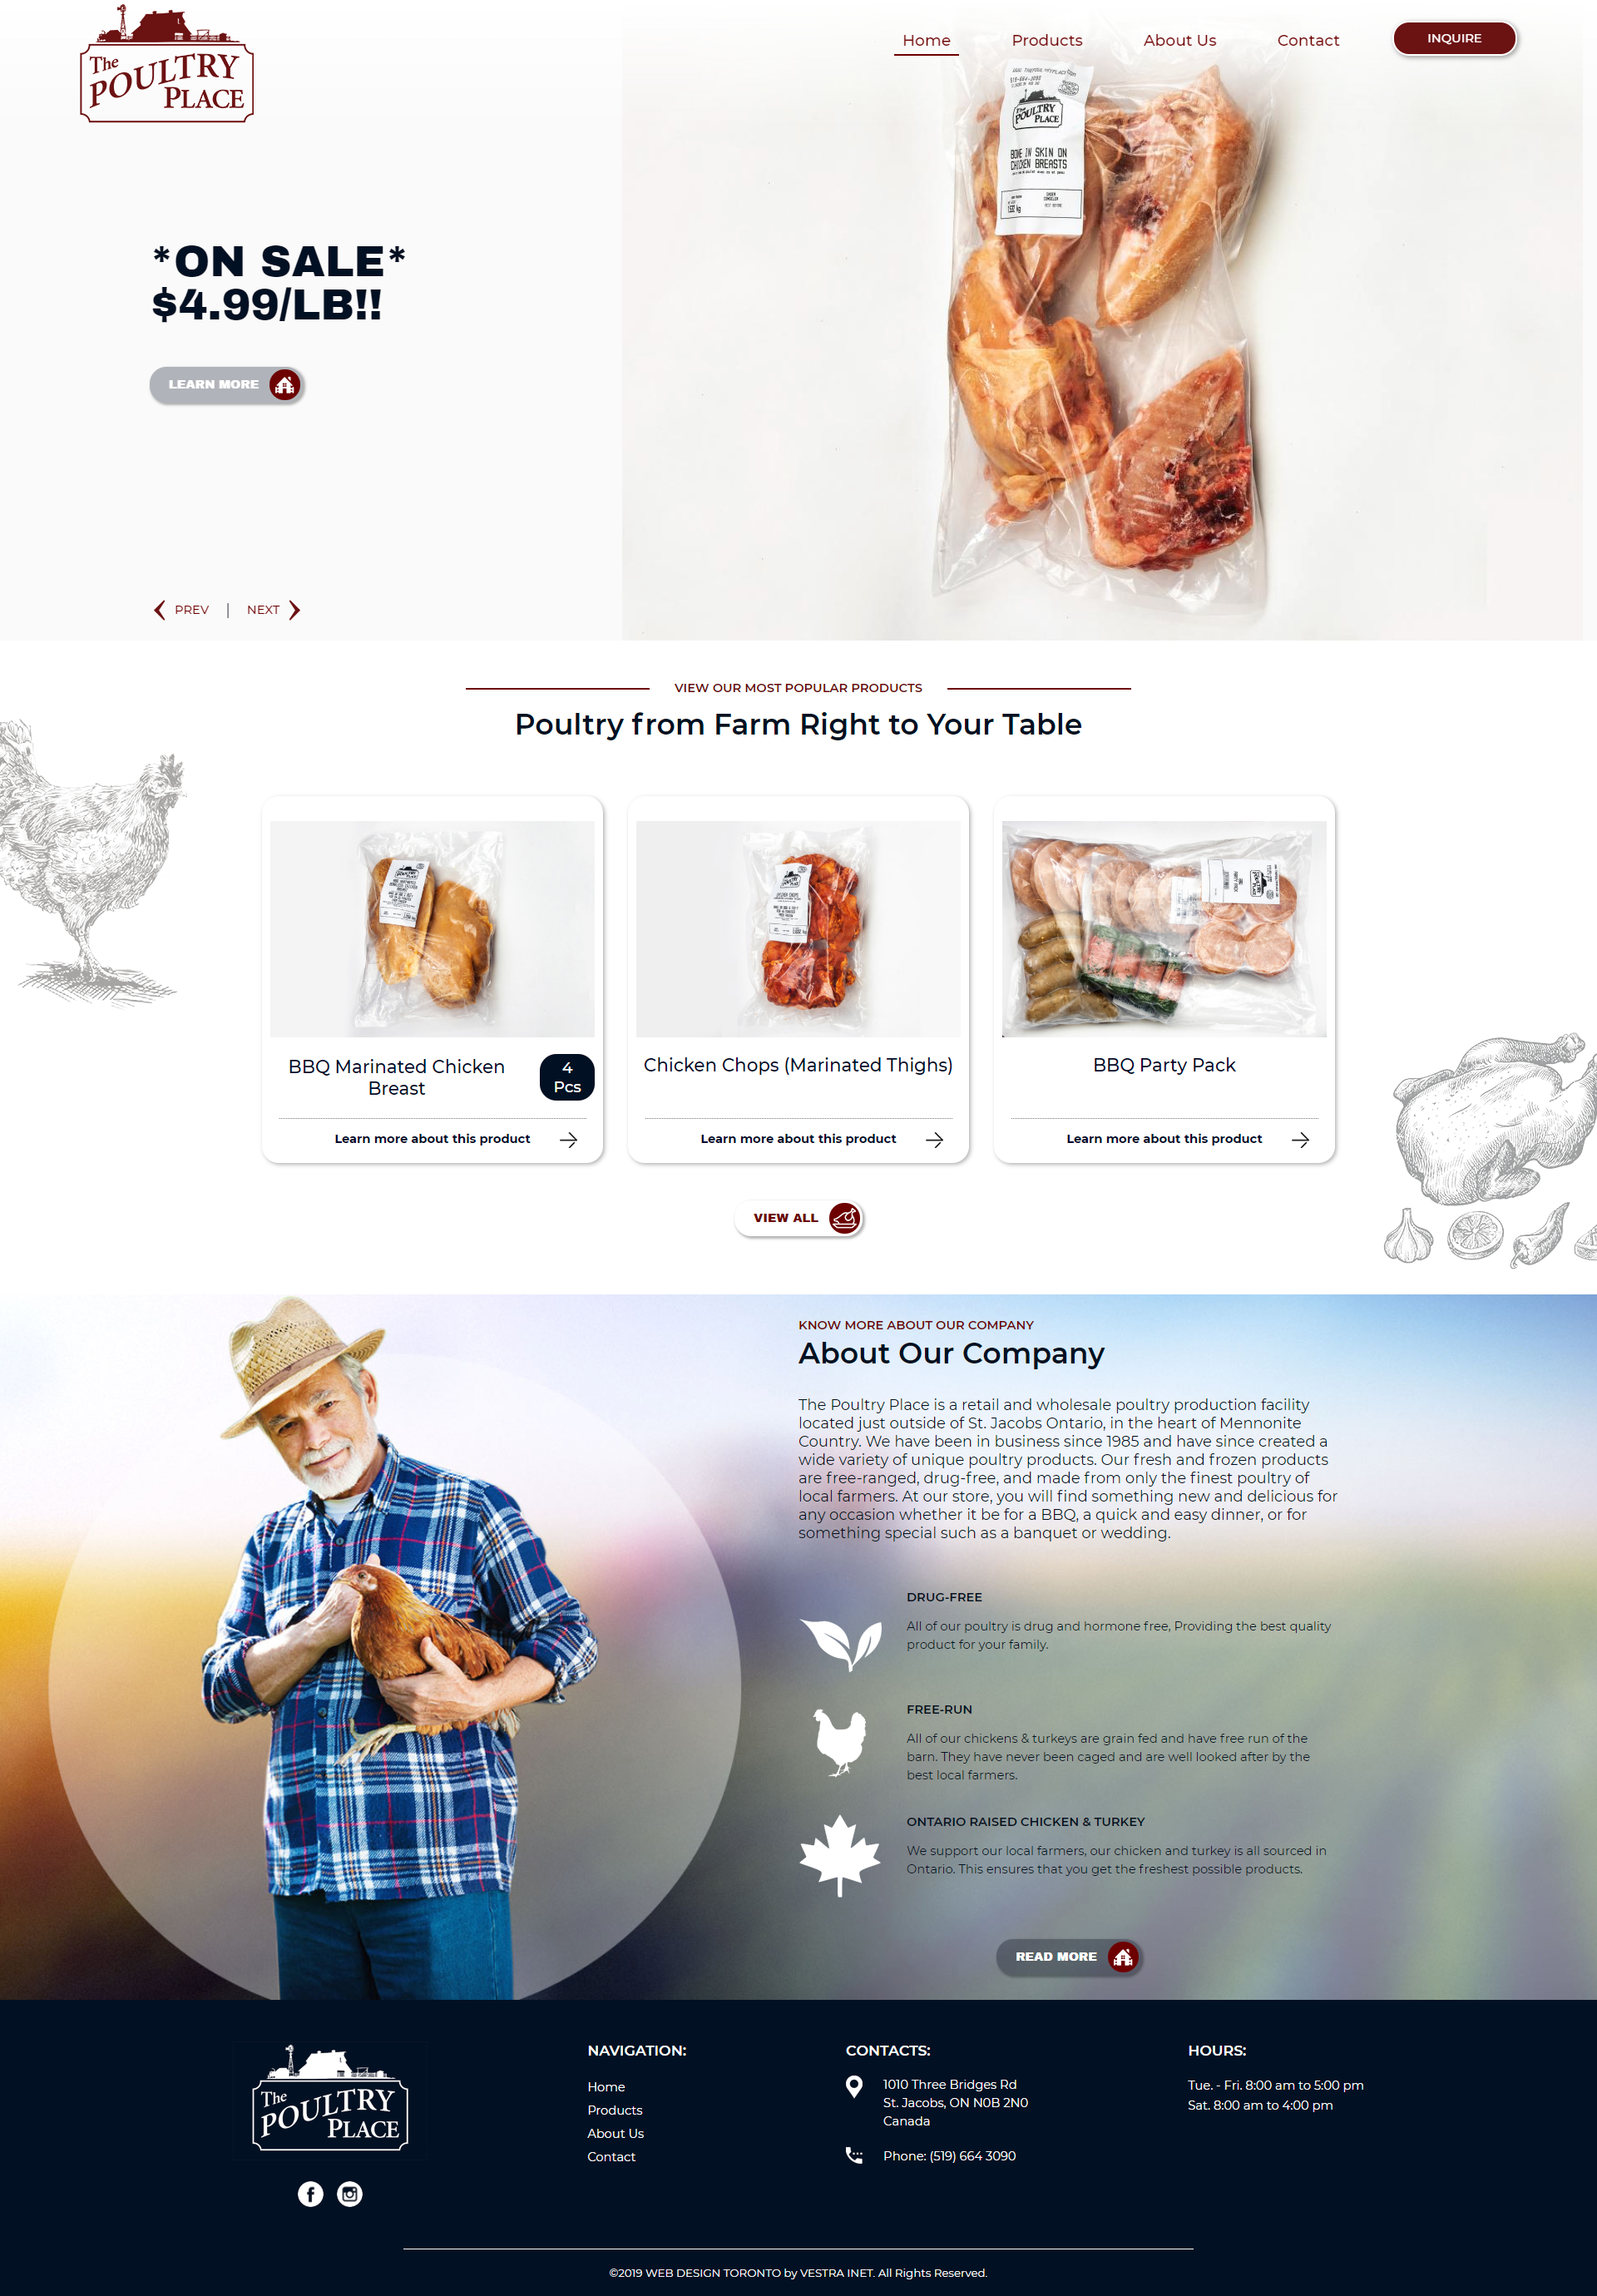 The
POULTRY
PLACE
Home
Products
About Us
Contact
INQUIRE
The
POULTRY
PLACE
BONE IN SKIN ON
CHICKEN BREASTS
*ON SALE*
$4.99/LB!!
LEARN MORE
PREV | NEXT
VIEW OUR MOST POPULAR PRODUCTS
Poultry from Farm Right to Your Table
BBQ Marinated Chicken
Breast
4
Pcs
Learn more about this product
Chicken Chops (Marinated Thighs)
Learn more about this product
BBQ Party Pack
Learn more about this product
VIEW ALL
KNOW MORE ABOUT OUR COMPANY
About Our Company
The Poultry Place is a retail and wholesale poultry production facility
located just outside of St. Jacobs Ontario, in the heart of Mennonite
Country. We have been in business since 1985 and have since created a
wide variety of unique poultry products. Our fresh and frozen products
are free-ranged, drug-free, and made from only the finest poultry of
local farmers. At our store, you will find something new and delicious for
any occasion whether it be for a BBQ, a quick and easy dinner, or for
something special such as a banquet or wedding.
DRUG-FREE
All of our poultry is drug and hormone free, Providing the best quality
product for your family.
FREE-RUN
All of our chickens & turkeys are grain fed and have free run of the
barn. They have never been caged and are well looked after by the
best local farmers.
ONTARIO RAISED CHICKEN & TURKEY
We support our local farmers, our chicken and turkey is all sourced in
Ontario. This ensures that you get the freshest possible products.
READ MORE
The
POULTRY
PLACE
NAVIGATION:
Home
Products
About Us
Contact
CONTACTS:
1010 Three Bridges Rd
St. Jacobs, ON N0B 2N0
Canada
Phone: (519) 664 3090
HOURS:
Tue. - Fri. 8:00 am to 5:00 pm
Sat. 8:00 am to 4:00 pm
©2019 WEB DESIGN TORONTO by VESTRA INET. All Rights Reserved.